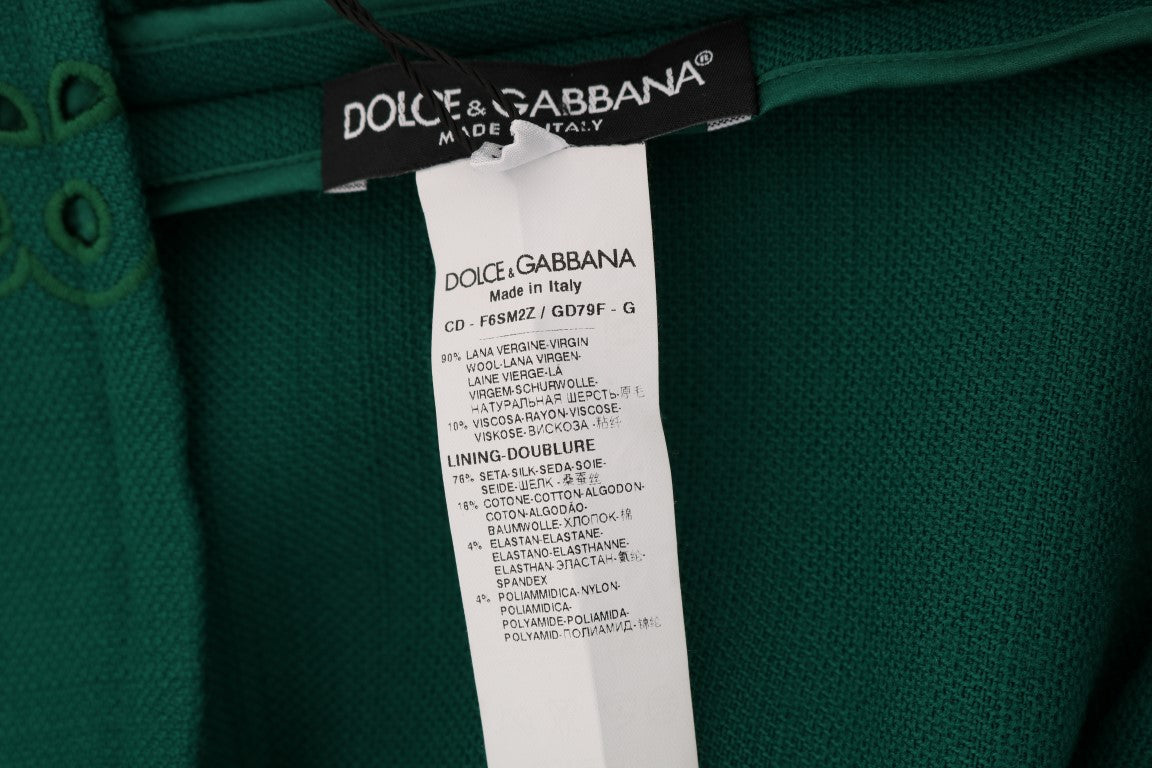 DOLCE & GABBANA®
MADE ITALY
DOLCE & GABBANA
Made in Italy
CD - F6SM2Z / GD79F - G
90% LANA VERGINE-VIRGIN
WOOL-LANA VIRGEN-
LAINE VIERGE-LÀ
VIRGEM-SCHURWOLLE-
НАТУРАЛЬНАЯ ШЕРСТЬ-原毛
10% VISCOSA-RAYON-VISCOSE-
VISKOSE-ВИСКОЗА -粘纤
LINING-DOUBLURE
76% SETA-SILK-SEDA-SOIE-
SEIDE-ШЕЛК -桑蚕丝
16% COTONE-COTTON-ALGODON-
COTON-ALGODÃO-
BAUMWOLLE-ХЛОПОК-棉
4% ELASTAN-ELASTANE-
ELASTANO-ELASTHANNE-
ELASTHAN-ЭЛАСТАН-氨纶-
SPANDEX
4% POLIAMMIDICA-NYLON-
POLIAMIDICA-
POLYAMIDE-POLIAMIDA-
POLYAMID-ПОЛИАМИД-锦纶